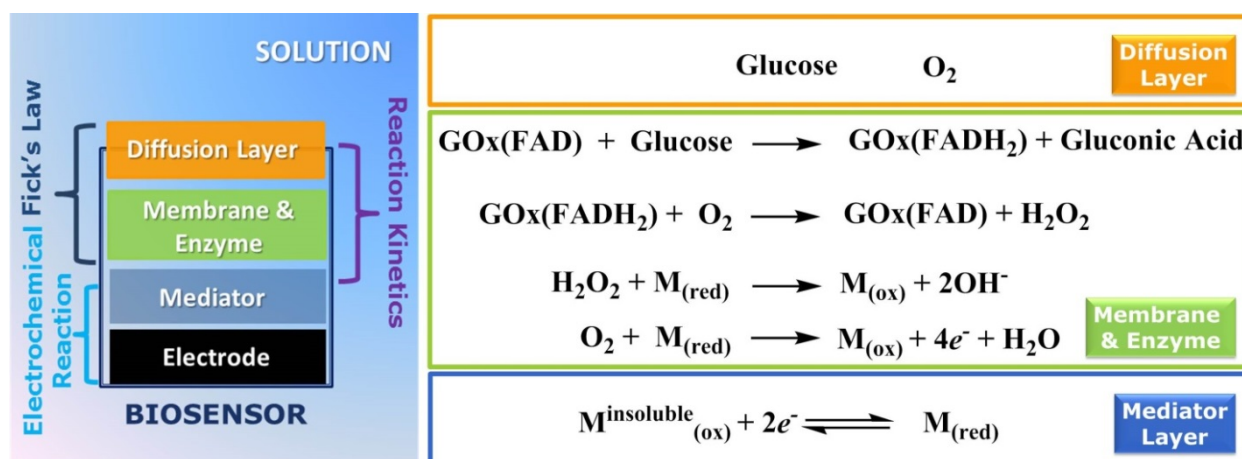 SOLUTION
Diffusion Layer
Membrane &
Enzyme
Mediator
Electrode
BIOSENSOR
Fick's Law
Electrochemical
Reaction
Reaction Kinetics
Glucose O₂
Diffusion
Layer
GOx(FAD) + Glucose ⟶ GOx(FADH₂) + Gluconic Acid
GOx(FADH₂) + O₂ ⟶ GOx(FAD) + H₂O₂
H₂O₂ + M(red) ⟶ M(ox) + 2OH⁻
O₂ + M(red) ⟶ M(ox) + 4e⁻ + H₂O
Membrane
& Enzyme
M^insoluble(ox) + 2e⁻ ⇌ M(red)
Mediator
Layer